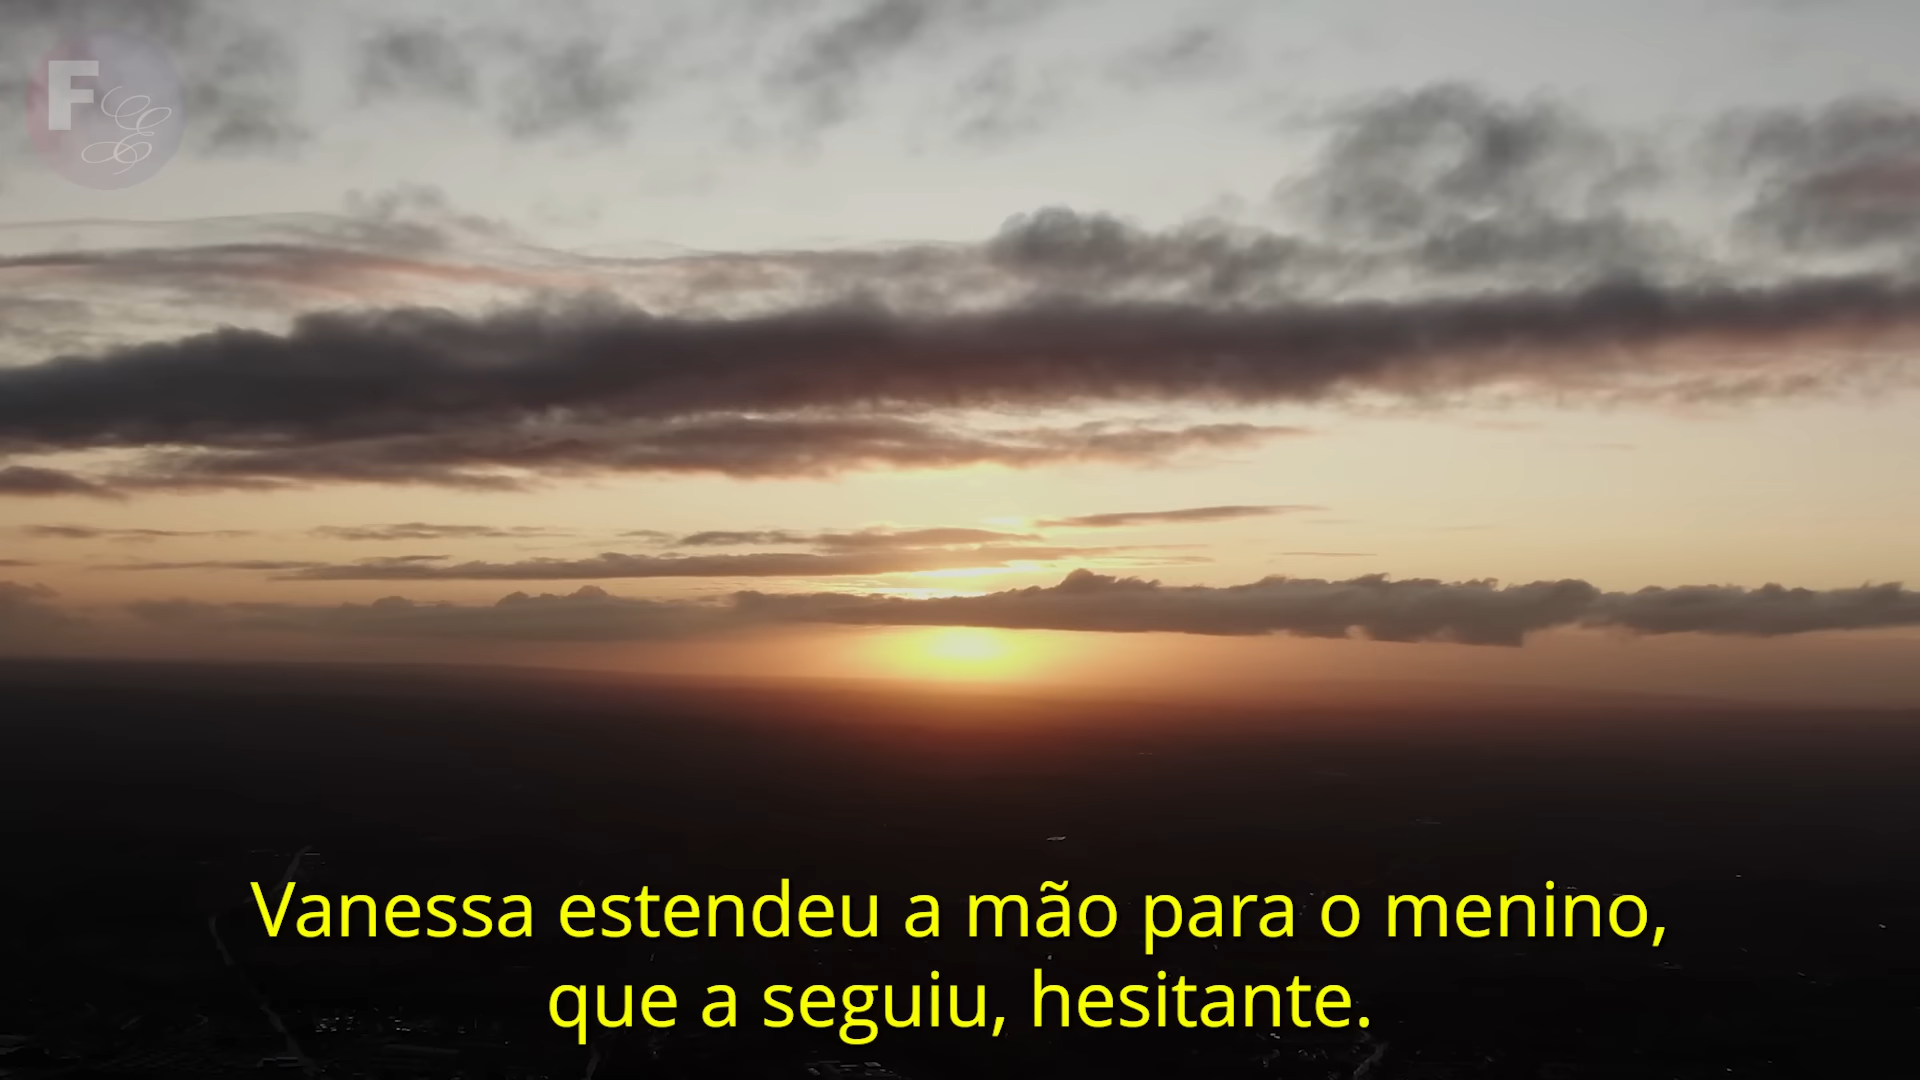 F
E
Vanessa estendeu a mão para o menino,
que a seguiu, hesitante.